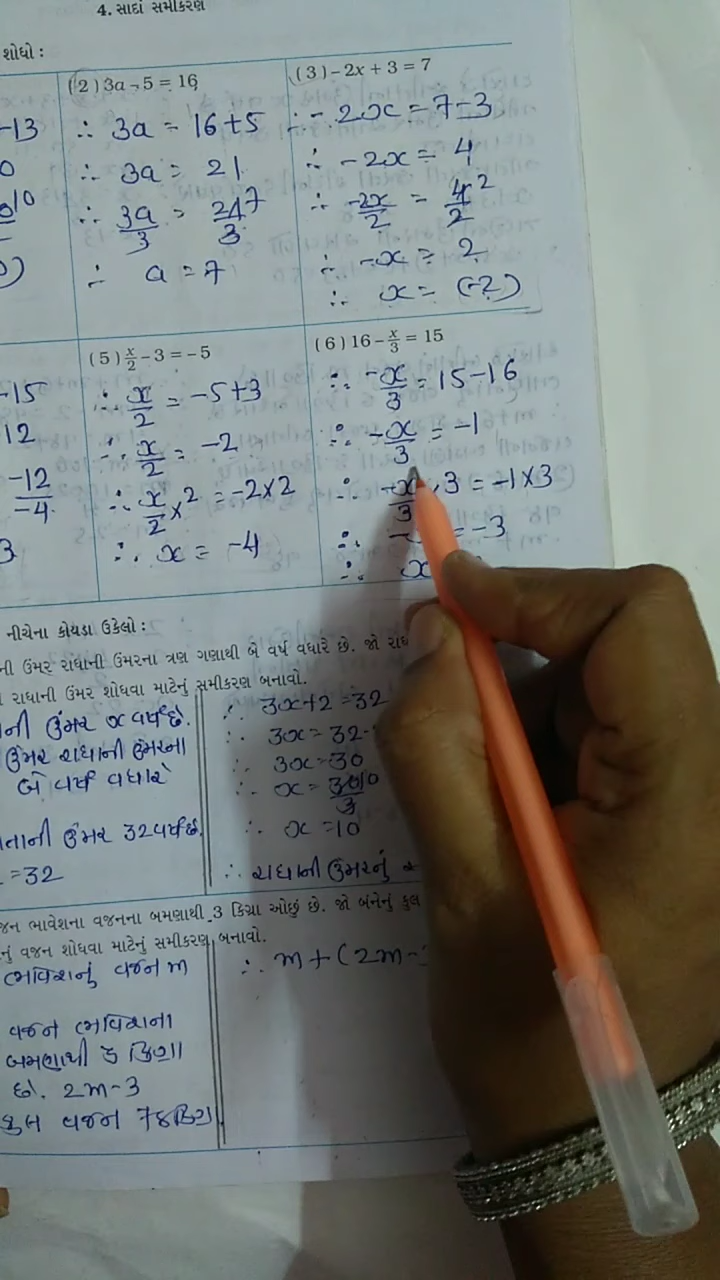 4. સાદાં સમીકરણ
શોધો :
(2) 3a - 5 = 16
(3) - 2x + 3 = 7
-13
∴ 3a = 16+5
∴ -2x = 7-3
0
∴ 3a = 21
∴ -2x = 4
10
∴ 3a/3 = 21/3 7
∴ -2x/2 = 4/2 2
∴ a = 7
∴ -x = 2
∴ x = (-2)
(5) x/2 - 3 = -5
(6) 16 - x/3 = 15
-15
∴ x/2 = -5+3
∴ -x/3 = 15-16
12
∴ x/2 = -2
∴ -x/3 = -1
-12/-4
∴ x/2 × 2 = -2×2
3 = -1×3
3
∴ x = -4
= -3
∴ x
નીચેના કોયડા ઉકેલો :
ની ઉંમર રાધાની ઉંમરના ત્રણ ગણાથી બે વર્ષ વધારે છે. જો
રાધાની ઉંમર શોધવા માટેનું સમીકરણ બનાવો.
ની ઉંમર x વર્ષ છે.
ઉંમર રાધાની ઉંમરના
બે વર્ષ વધારે
ઉંમર 32 વર્ષ છે.
= 32
∴ 3x+2 = 32
∴ 3x = 32-
∴ 3x = 30
∴ x = 30/3 10
∴ x = 10
∴ રાધાની ઉંમરનું
ભાવેશના વજનના બમણાથી 3 કિગ્રા ઓછું છે. જો બંનેનું કુલ
નું વજન શોધવા માટેનું સમીકરણ બનાવો.
ભાવેશનું વજન m
વજન ભાવેશના
બમણાથી 3 કિગ્રા
છે. 2m-3
કુલ વજન 78 કિગ્રા
∴ m + (2m-